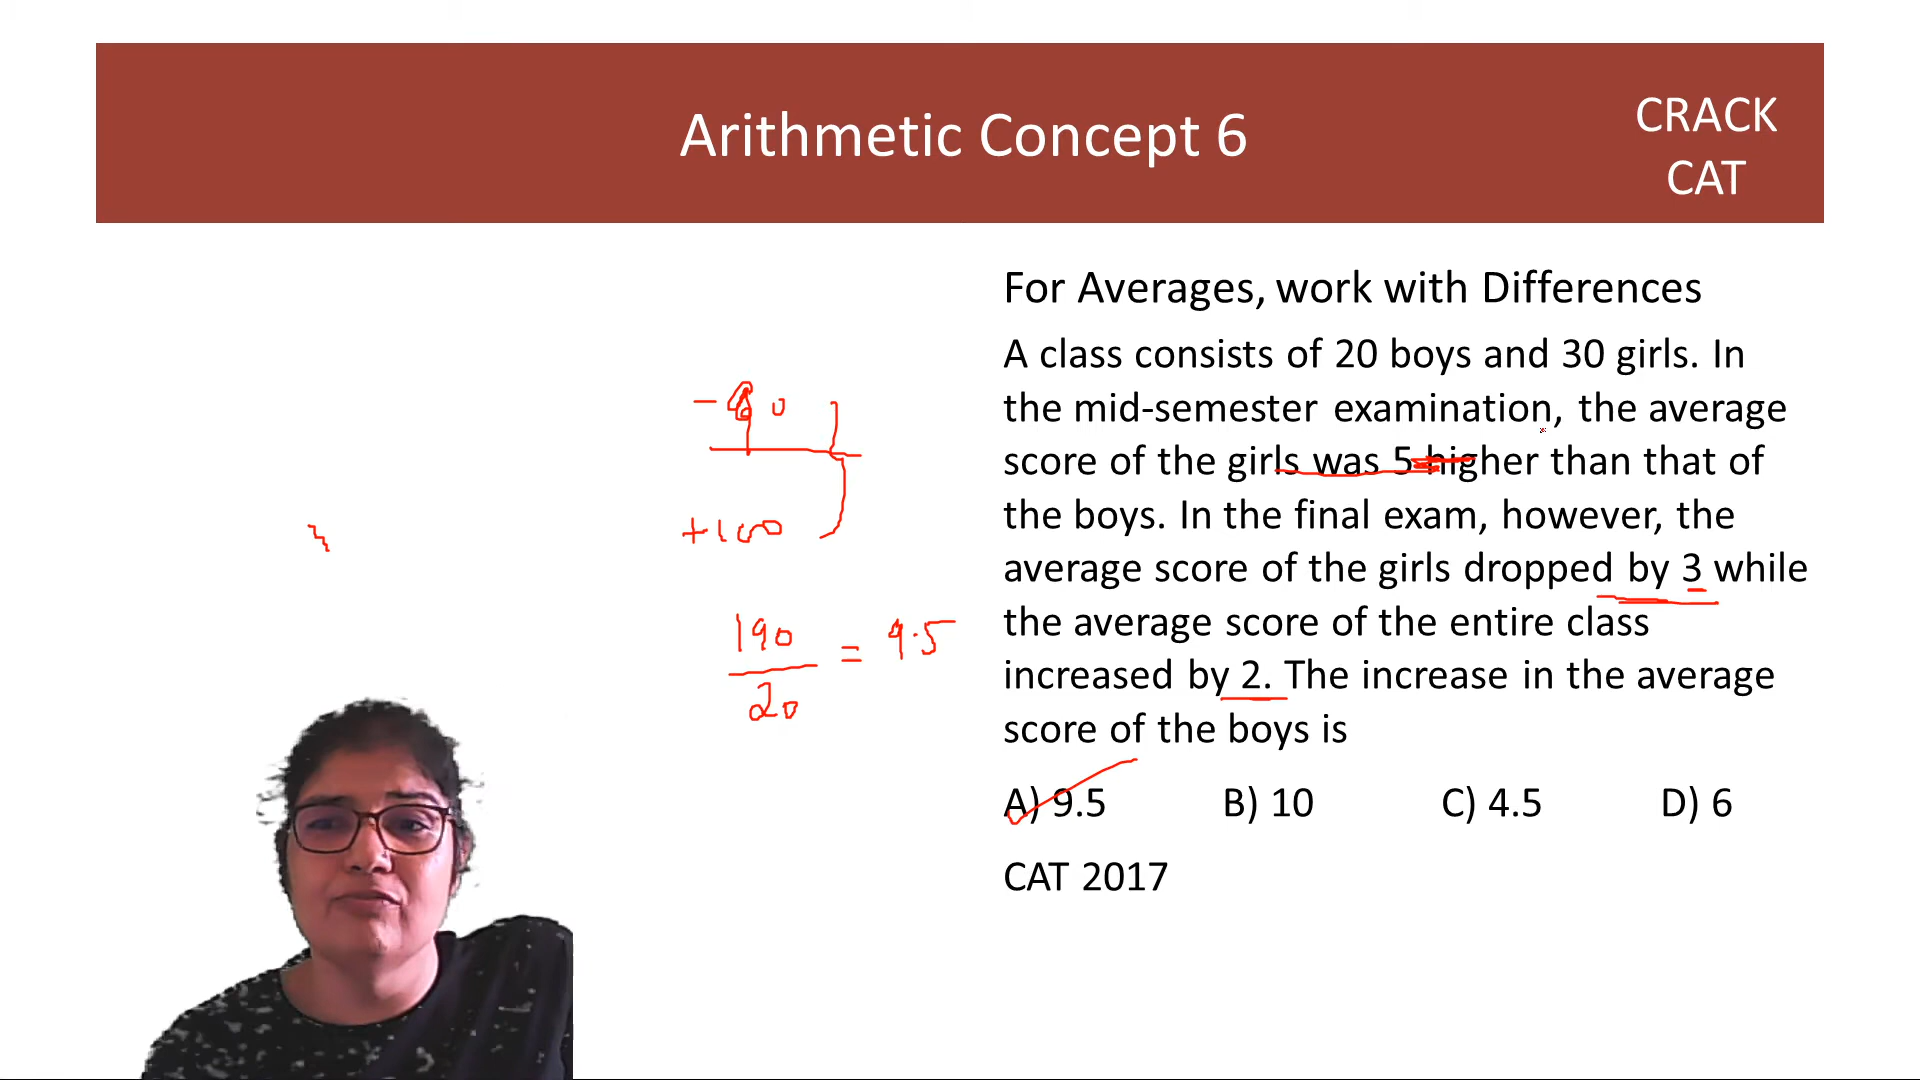 Arithmetic Concept 6
CRACK
CAT
For Averages, work with Differences
A class consists of 20 boys and 30 girls. In
the mid-semester examination, the average
score of the girls was 5 higher than that of
the boys. In the final exam, however, the
average score of the girls dropped by 3 while
the average score of the entire class
increased by 2. The increase in the average
score of the boys is
A) 9.5 B) 10 C) 4.5 D) 6
CAT 2017
-90
+100
190
20
= 9.5